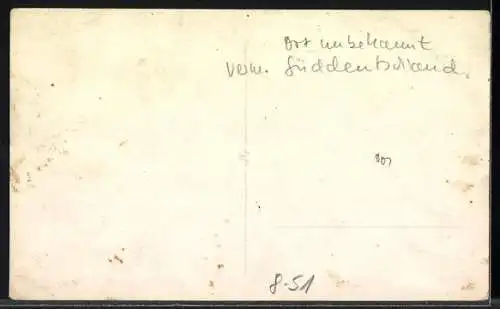 Ort unbekannt
verm. Süddeutschland
8-51